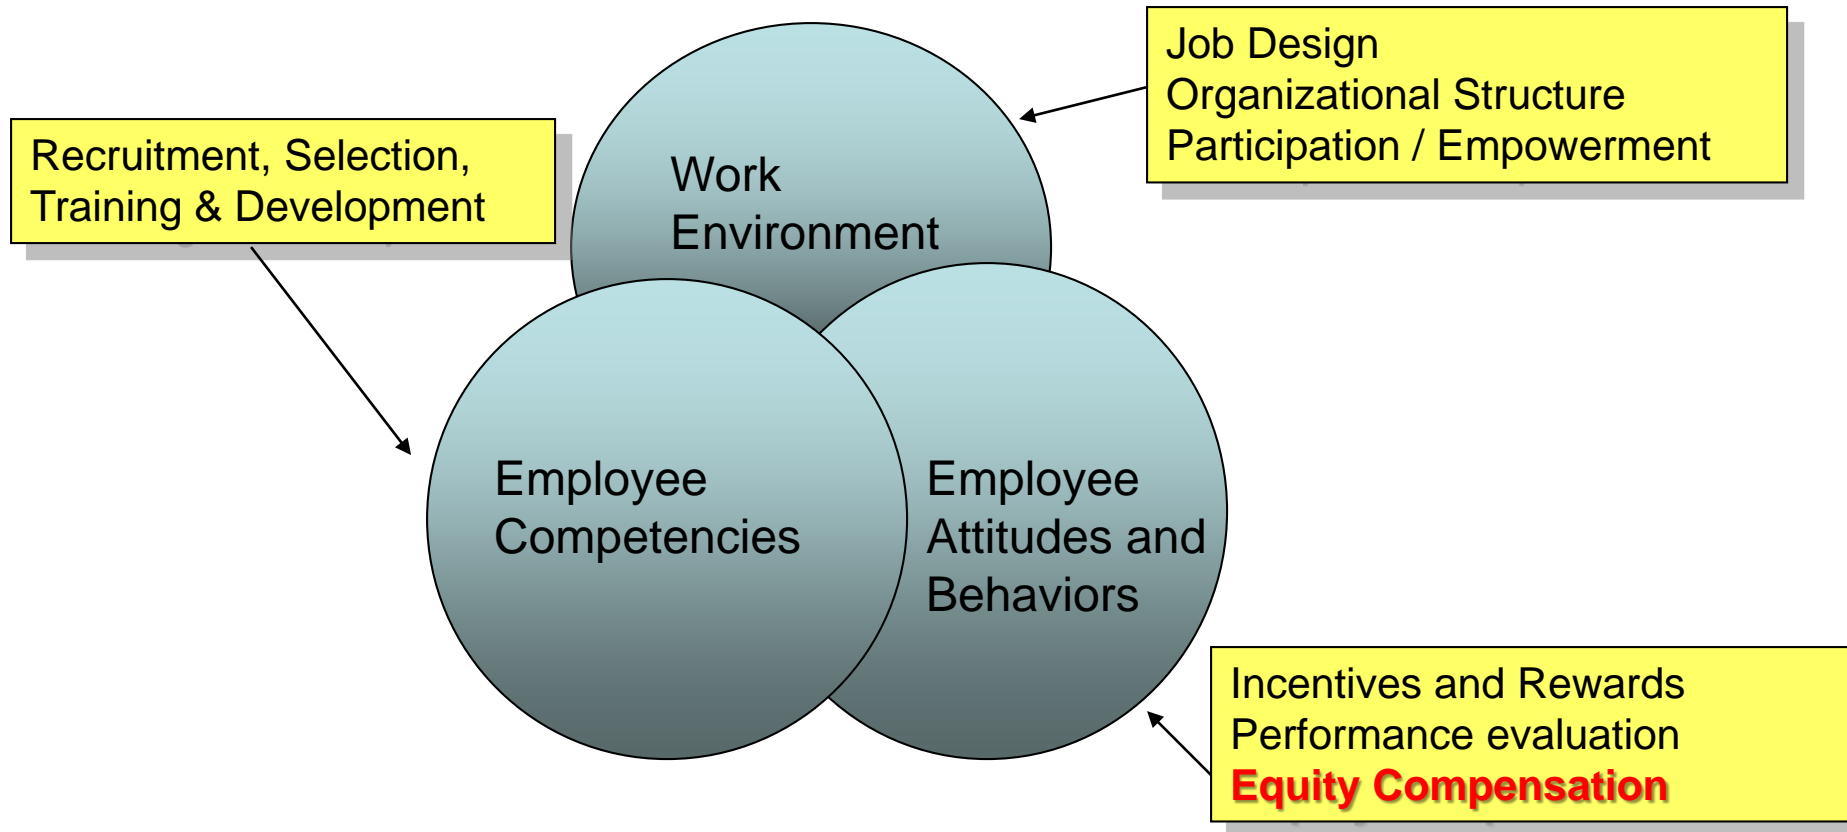 Job Design
Organizational Structure
Participation / Empowerment
Recruitment, Selection,
Training & Development
Work
Environment
Employee
Competencies
Employee
Attitudes and
Behaviors
Incentives and Rewards
Performance evaluation
Equity Compensation